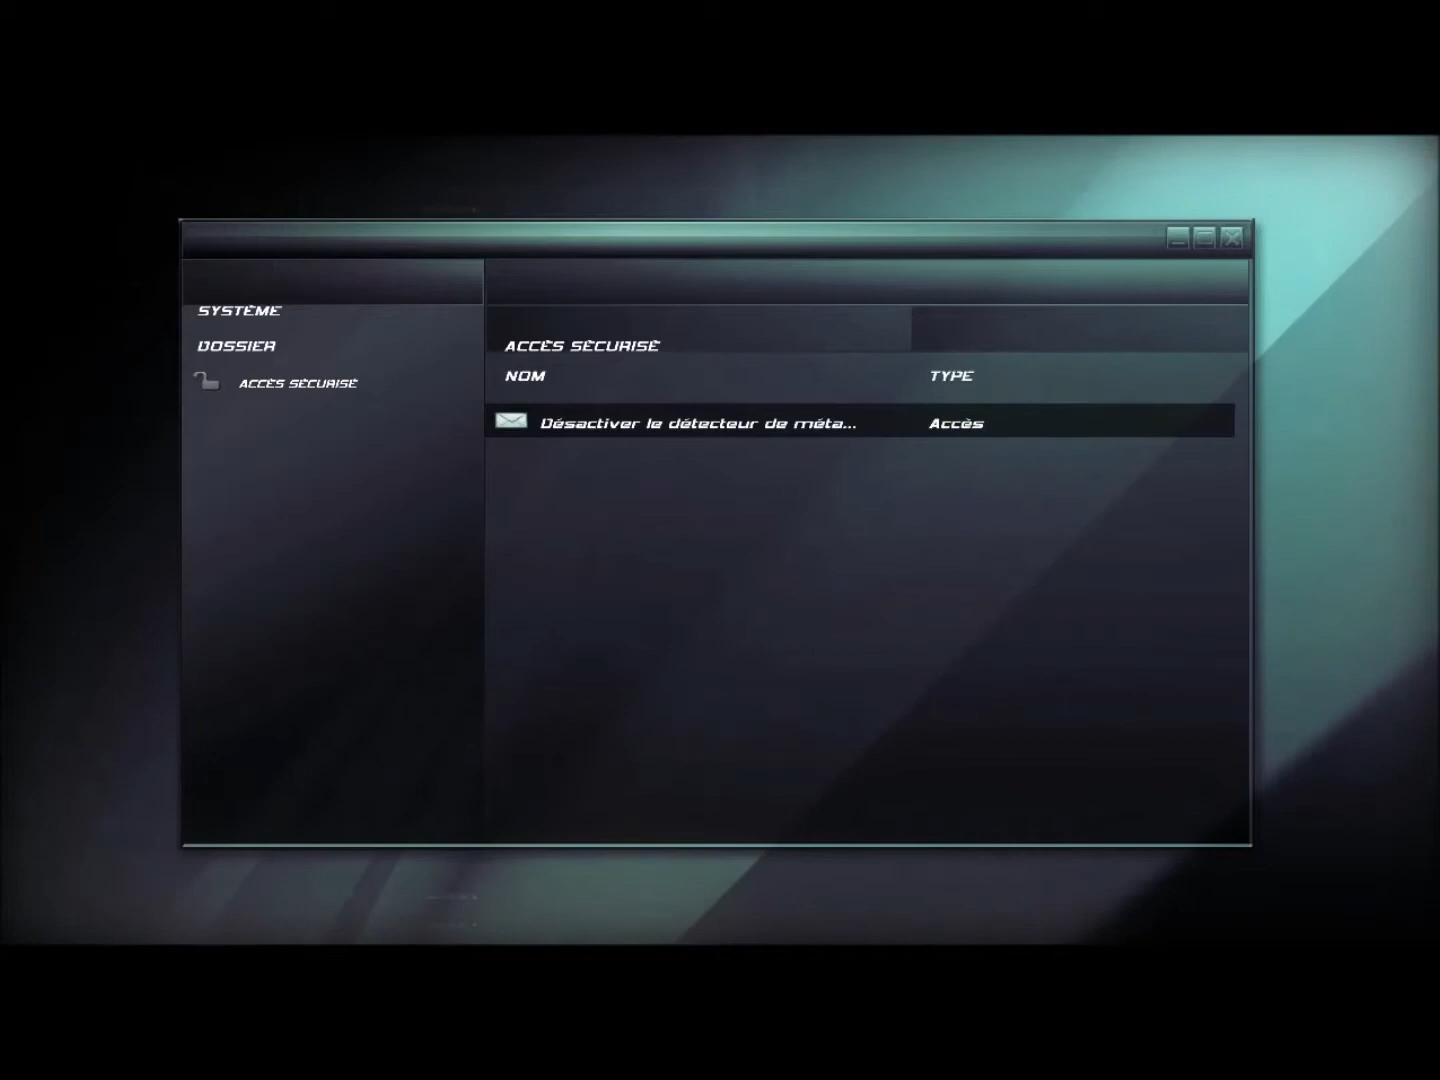 SYSTÈME
DOSSIER
ACCÈS SÉCURISÉ
ACCÈS SÉCURISÉ
NOM TYPE
Désactiver le détecteur de méta... Accès